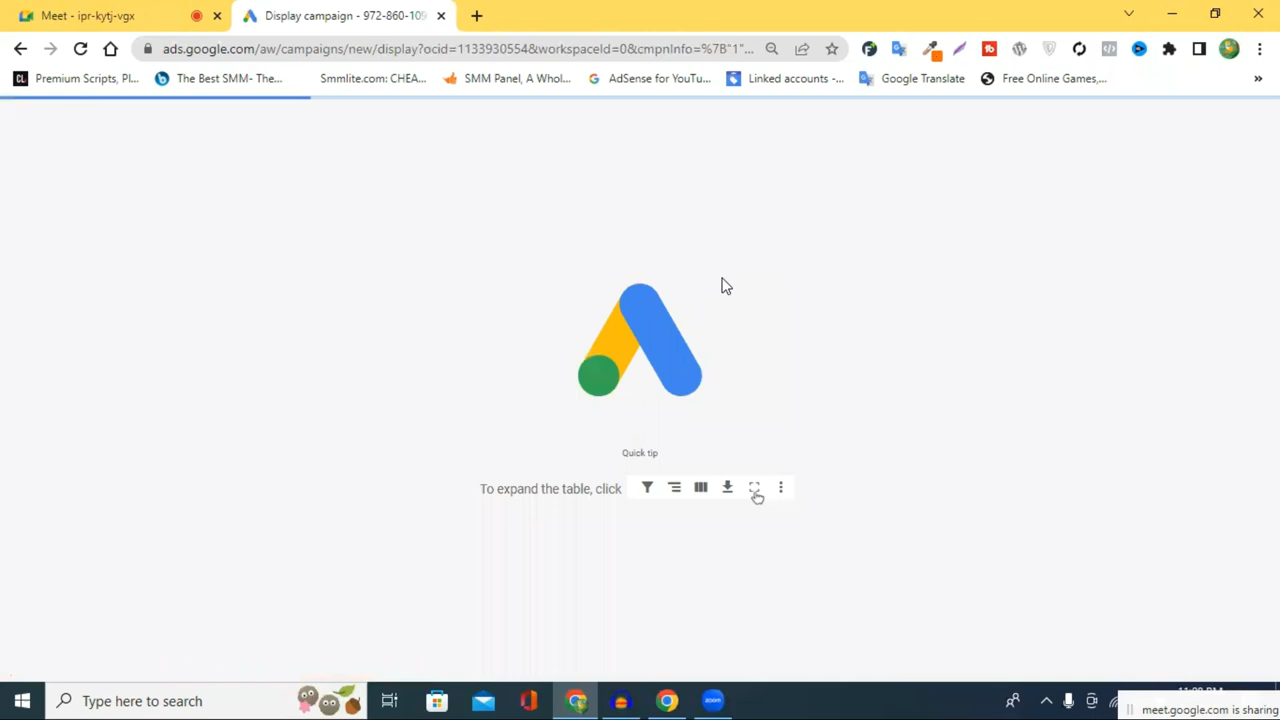 Meet - ipr-kytj-vgx
Display campaign - 972-860-109
ads.google.com/aw/campaigns/new/display?ocid=1133930554&workspaceId=0&cmpnInfo=%7B"1"...
CL Premium Scripts, Pl...
The Best SMM- The...
Smmlite.com: CHEA...
SMM Panel, A Whol...
AdSense for YouTu...
Linked accounts -...
Google Translate
Free Online Games,...
Quick tip
To expand the table, click
Type here to search
zoom
meet.google.com is sharing